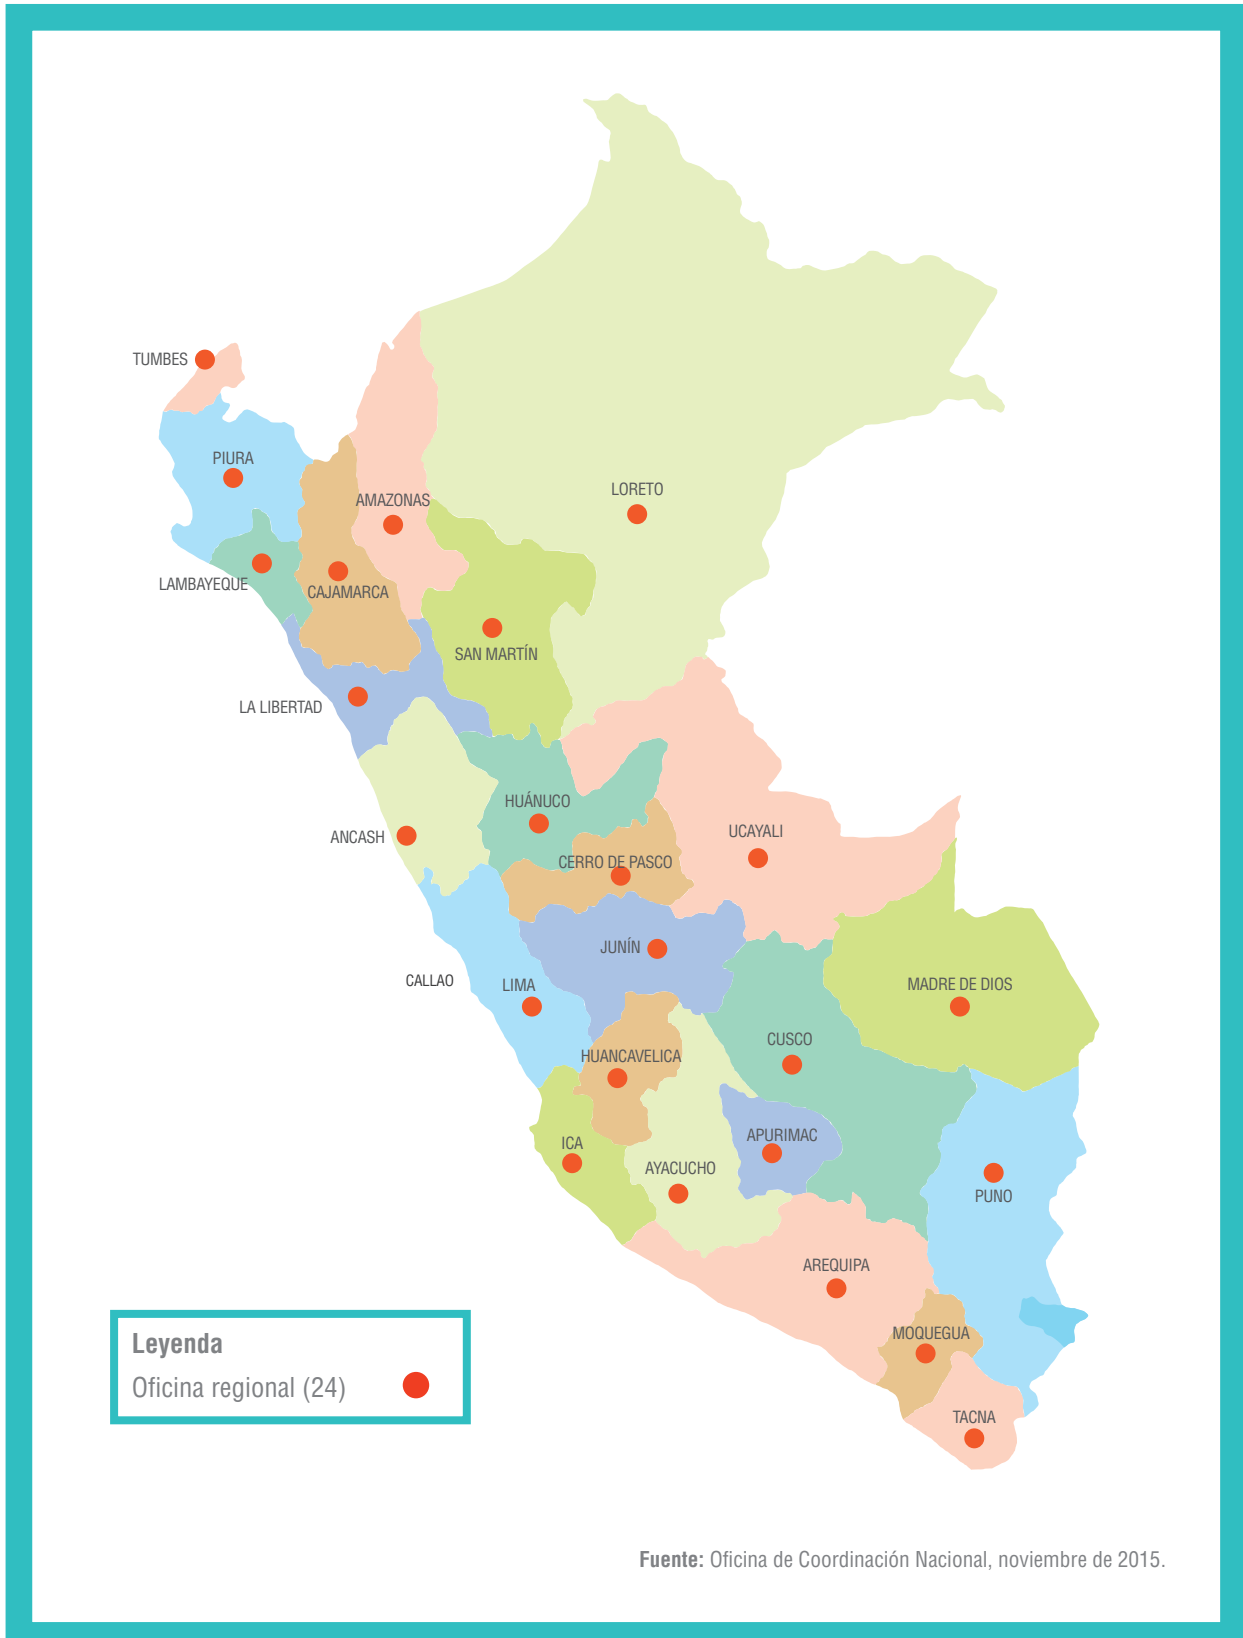 TUMBES
PIURA
LORETO
AMAZONAS
LAMBAYEQUE
CAJAMARCA
SAN MARTÍN
LA LIBERTAD
HUÁNUCO
UCAYALI
ANCASH
CERRO DE PASCO
JUNÍN
CALLAO
LIMA
MADRE DE DIOS
CUSCO
HUANCAVELICA
APURIMAC
ICA
AYACUCHO
PUNO
AREQUIPA
MOQUEGUA
TACNA
Leyenda
Oficina regional (24)
Fuente: Oficina de Coordinación Nacional, noviembre de 2015.